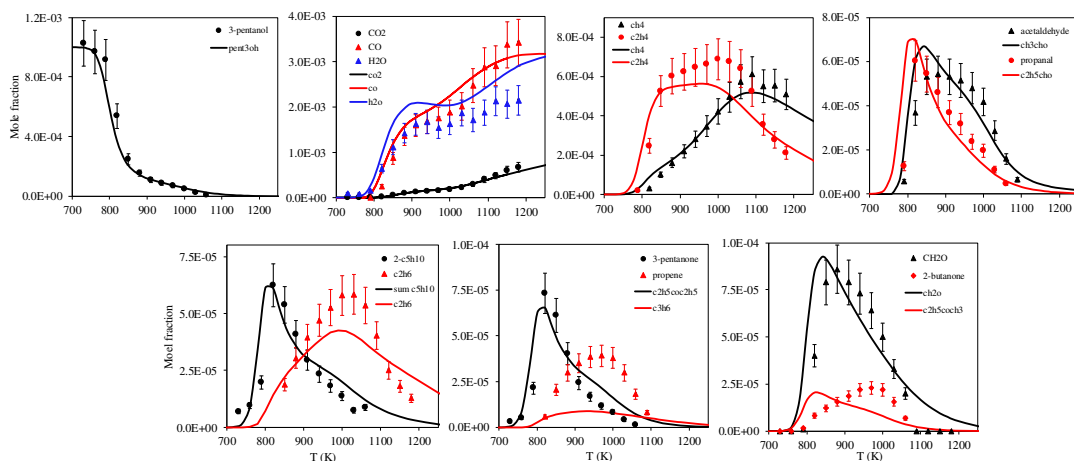 Mole fraction
1.2E-03
8.0E-04
4.0E-04
0.0E+00
3-pentanol
pent3oh
700 800 900 1000 1100 1200
4.0E-03
3.0E-03
2.0E-03
1.0E-03
0.0E+00
CO2
CO
H2O
co2
co
h2o
700 800 900 1000 1100 1200
8.0E-04
6.0E-04
4.0E-04
2.0E-04
0.0E+00
ch4
c2h4
ch4
c2h4
700 800 900 1000 1100 1200
8.E-05
6.E-05
4.E-05
2.E-05
0.E+00
acetaldehyde
ch3cho
propanal
c2h5cho
700 800 900 1000 1100 1200
Moel fraction
7.5E-05
5.0E-05
2.5E-05
0.0E+00
2-c5h10
c2h6
sum c5h10
c2h6
700 800 900 1000 1100 1200
T (K)
1.0E-04
7.5E-05
5.0E-05
2.5E-05
0.0E+00
3-pentanone
propene
c2h5coc2h5
c3h6
700 800 900 1000 1100 1200
T (K)
1.0E-04
7.5E-05
5.0E-05
2.5E-05
0.0E+00
CH2O
2-butanone
ch2o
c2h5coch3
700 800 900 1000 1100 1200
T (K)